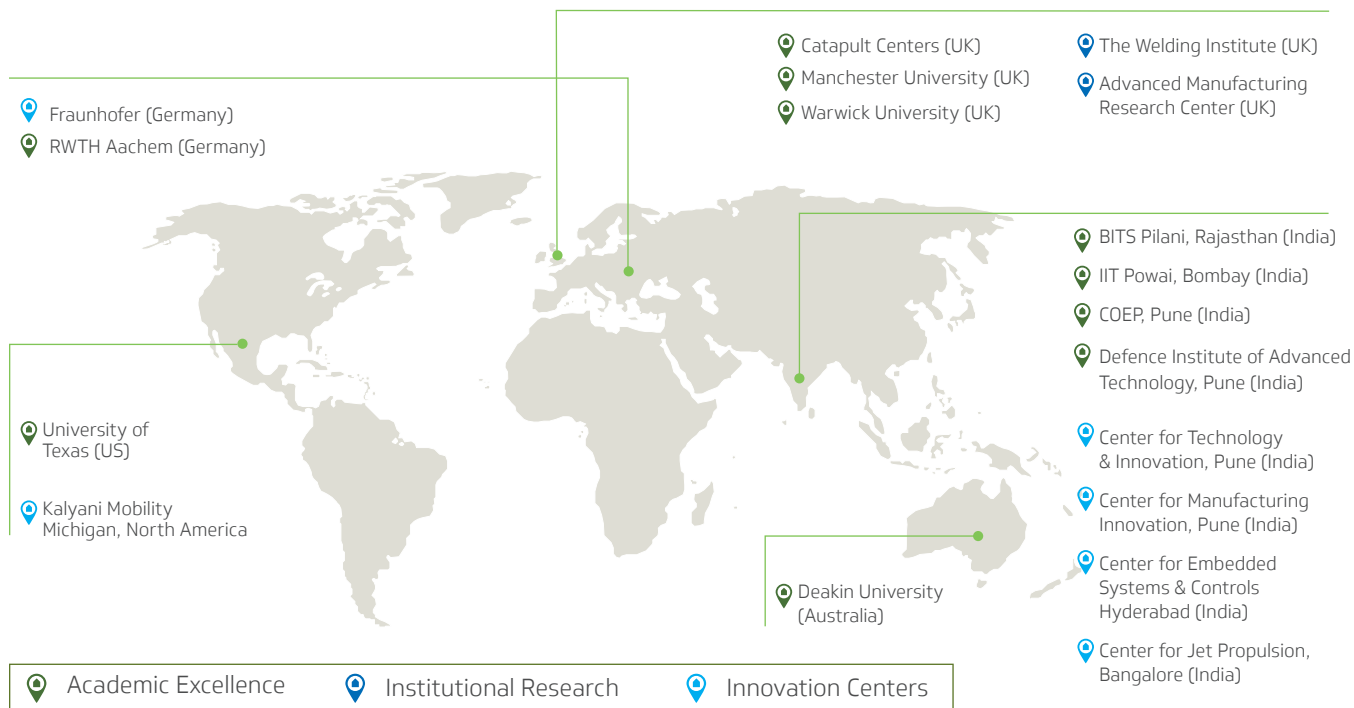 Catapult Centers (UK)
Manchester University (UK)
Warwick University (UK)
The Welding Institute (UK)
Advanced Manufacturing
Research Center (UK)
Fraunhofer (Germany)
RWTH Aachem (Germany)
BITS Pilani, Rajasthan (India)
IIT Powai, Bombay (India)
COEP, Pune (India)
Defence Institute of Advanced
Technology, Pune (India)
Center for Technology
& Innovation, Pune (India)
Center for Manufacturing
Innovation, Pune (India)
Center for Embedded
Systems & Controls
Hyderabad (India)
Center for Jet Propulsion,
Bangalore (India)
University of
Texas (US)
Kalyani Mobility
Michigan, North America
Deakin University
(Australia)
Academic Excellence
Institutional Research
Innovation Centers